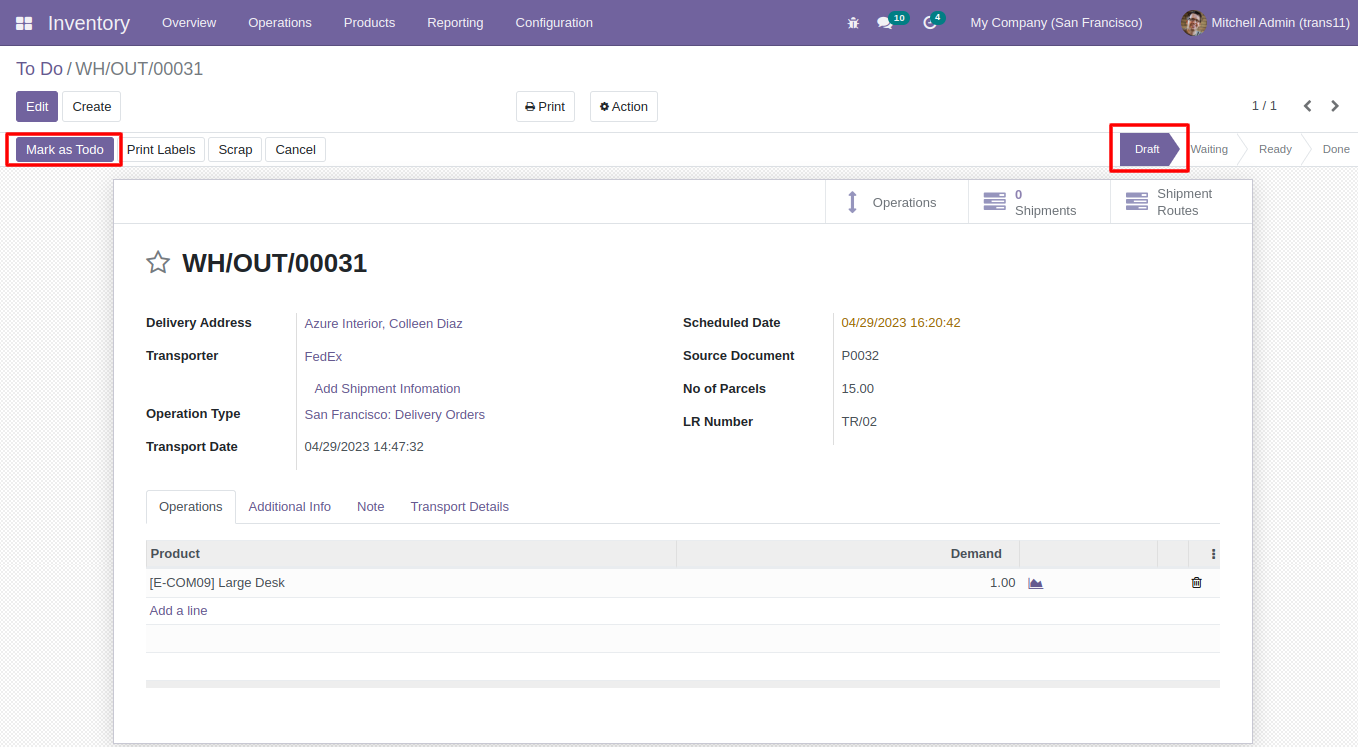 Inventory Overview Operations Products Reporting Configuration 10 4 My Company (San Francisco) Mitchell Admin (trans11)
To Do / WH/OUT/00031
Edit Create Print Action 1 / 1
Mark as Todo Print Labels Scrap Cancel Draft Waiting Ready Done
Operations
0
Shipments
Shipment
Routes
WH/OUT/00031
Delivery Address Azure Interior, Colleen Diaz
Transporter FedEx
Add Shipment Infomation
Operation Type San Francisco: Delivery Orders
Transport Date 04/29/2023 14:47:32
Scheduled Date 04/29/2023 16:20:42
Source Document P0032
No of Parcels 15.00
LR Number TR/02
Operations Additional Info Note Transport Details
Product Demand
[E-COM09] Large Desk 1.00
Add a line